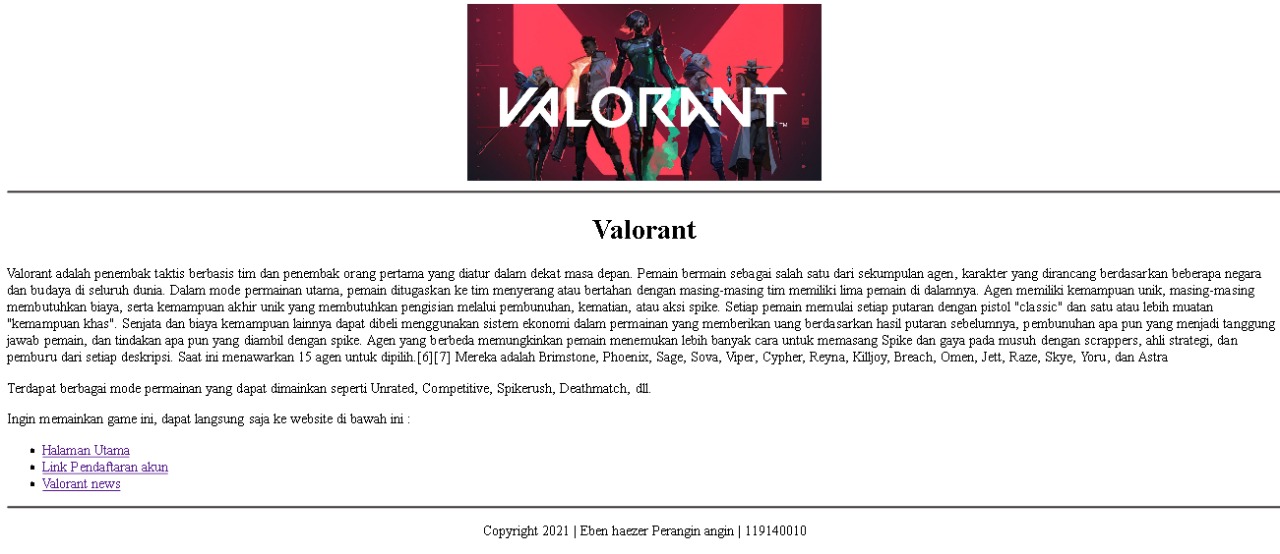 VALORANT™
Valorant
Valorant adalah penembak taktis berbasis tim dan penembak orang pertama yang diatur dalam dekat masa depan. Pemain bermain sebagai salah satu dari sekumpulan agen, karakter yang dirancang berdasarkan beberapa negara
dan budaya di seluruh dunia. Dalam mode permainan utama, pemain ditugaskan ke tim menyerang atau bertahan dengan masing-masing tim memiliki lima pemain di dalamnya. Agen memiliki kemampuan unik, masing-masing
membutuhkan biaya, serta kemampuan akhir unik yang membutuhkan pengisian melalui pembunuhan, kematian, atau aksi spike. Setiap pemain memulai setiap putaran dengan pistol "classic" dan satu atau lebih muatan
"kemampuan khas". Senjata dan biaya kemampuan lainnya dapat dibeli menggunakan sistem ekonomi dalam permainan yang memberikan uang berdasarkan hasil putaran sebelumnya, pembunuhan apa pun yang menjadi tanggung
jawab pemain, dan tindakan apa pun yang diambil dengan spike. Agen yang berbeda memungkinkan pemain menemukan lebih banyak cara untuk memasang Spike dan gaya pada musuh dengan scrappers, ahli strategi, dan
pemburu dari setiap deskripsi. Saat ini menawarkan 15 agen untuk dipilih.[6][7] Mereka adalah Brimstone, Phoenix, Sage, Sova, Viper, Cypher, Reyna, Killjoy, Breach, Omen, Jett, Raze, Skye, Yoru, dan Astra
Terdapat berbagai mode permainan yang dapat dimainkan seperti Unrated, Competitive, Spikerush, Deathmatch, dll.
Ingin memainkan game ini, dapat langsung saja ke website di bawah ini :
Halaman Utama
Link Pendaftaran akun
Valorant news
Copyright 2021 | Eben haezer Perangin angin | 119140010